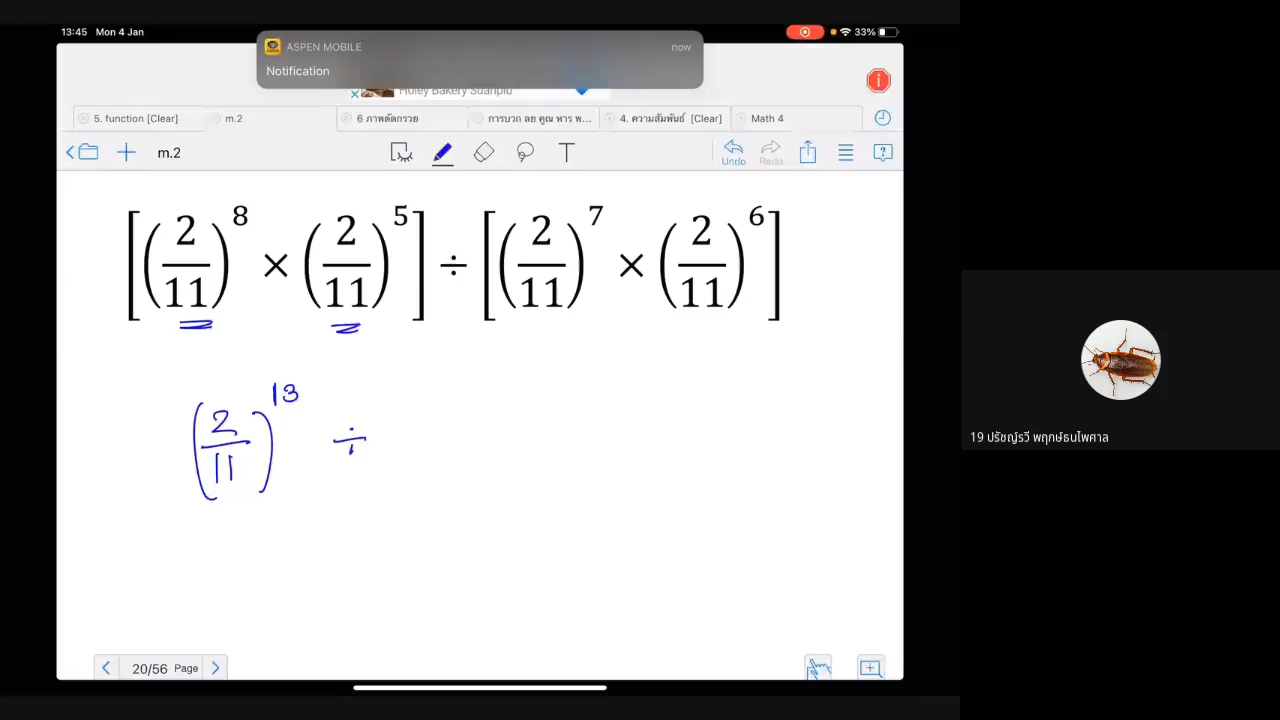 13:45 Mon 4 Jan
33%
ASPEN MOBILE now
Notification
Holey Bakery Suanplu
5. function [Clear] m.2 6 ภาพตัดกรวย การบวก ลย คูณ หาร พ... 4. ความสัมพันธ์ [Clear] Math 4
m.2 T Undo Redo
[(2/11)^8 × (2/11)^5] ÷ [(2/11)^7 × (2/11)^6]
(2/11)^13 ÷
20/56 Page
19 ปรัชญ์รวี พฤกษ์ธนไพศาล